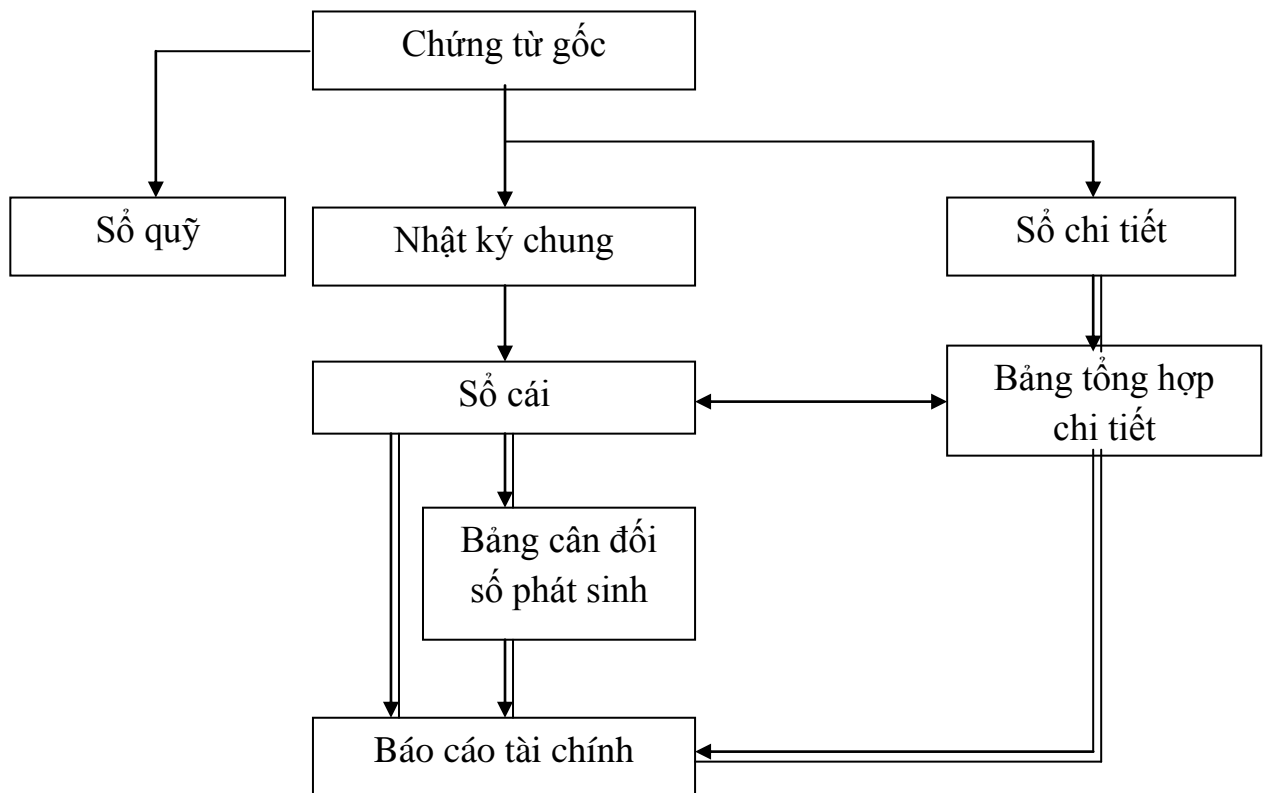 Chứng từ gốc
Sổ quỹ
Nhật ký chung
Sổ chi tiết
Sổ cái
Bảng tổng hợp
chi tiết
Bảng cân đối
số phát sinh
Báo cáo tài chính